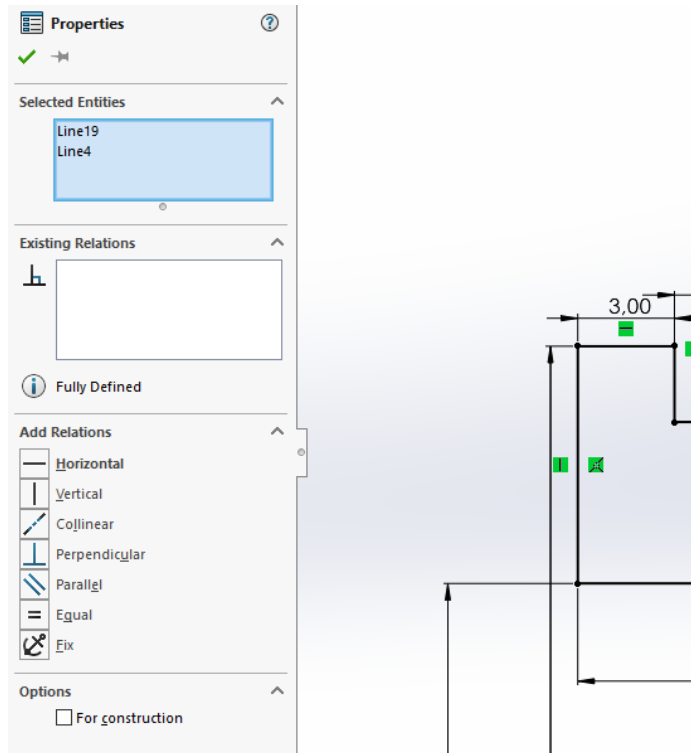 Properties
Selected Entities
Line19
Line4
Existing Relations
Fully Defined
Add Relations
Horizontal
Vertical
Collinear
Perpendicular
Parallel
Equal
Fix
Options
For construction
3,00